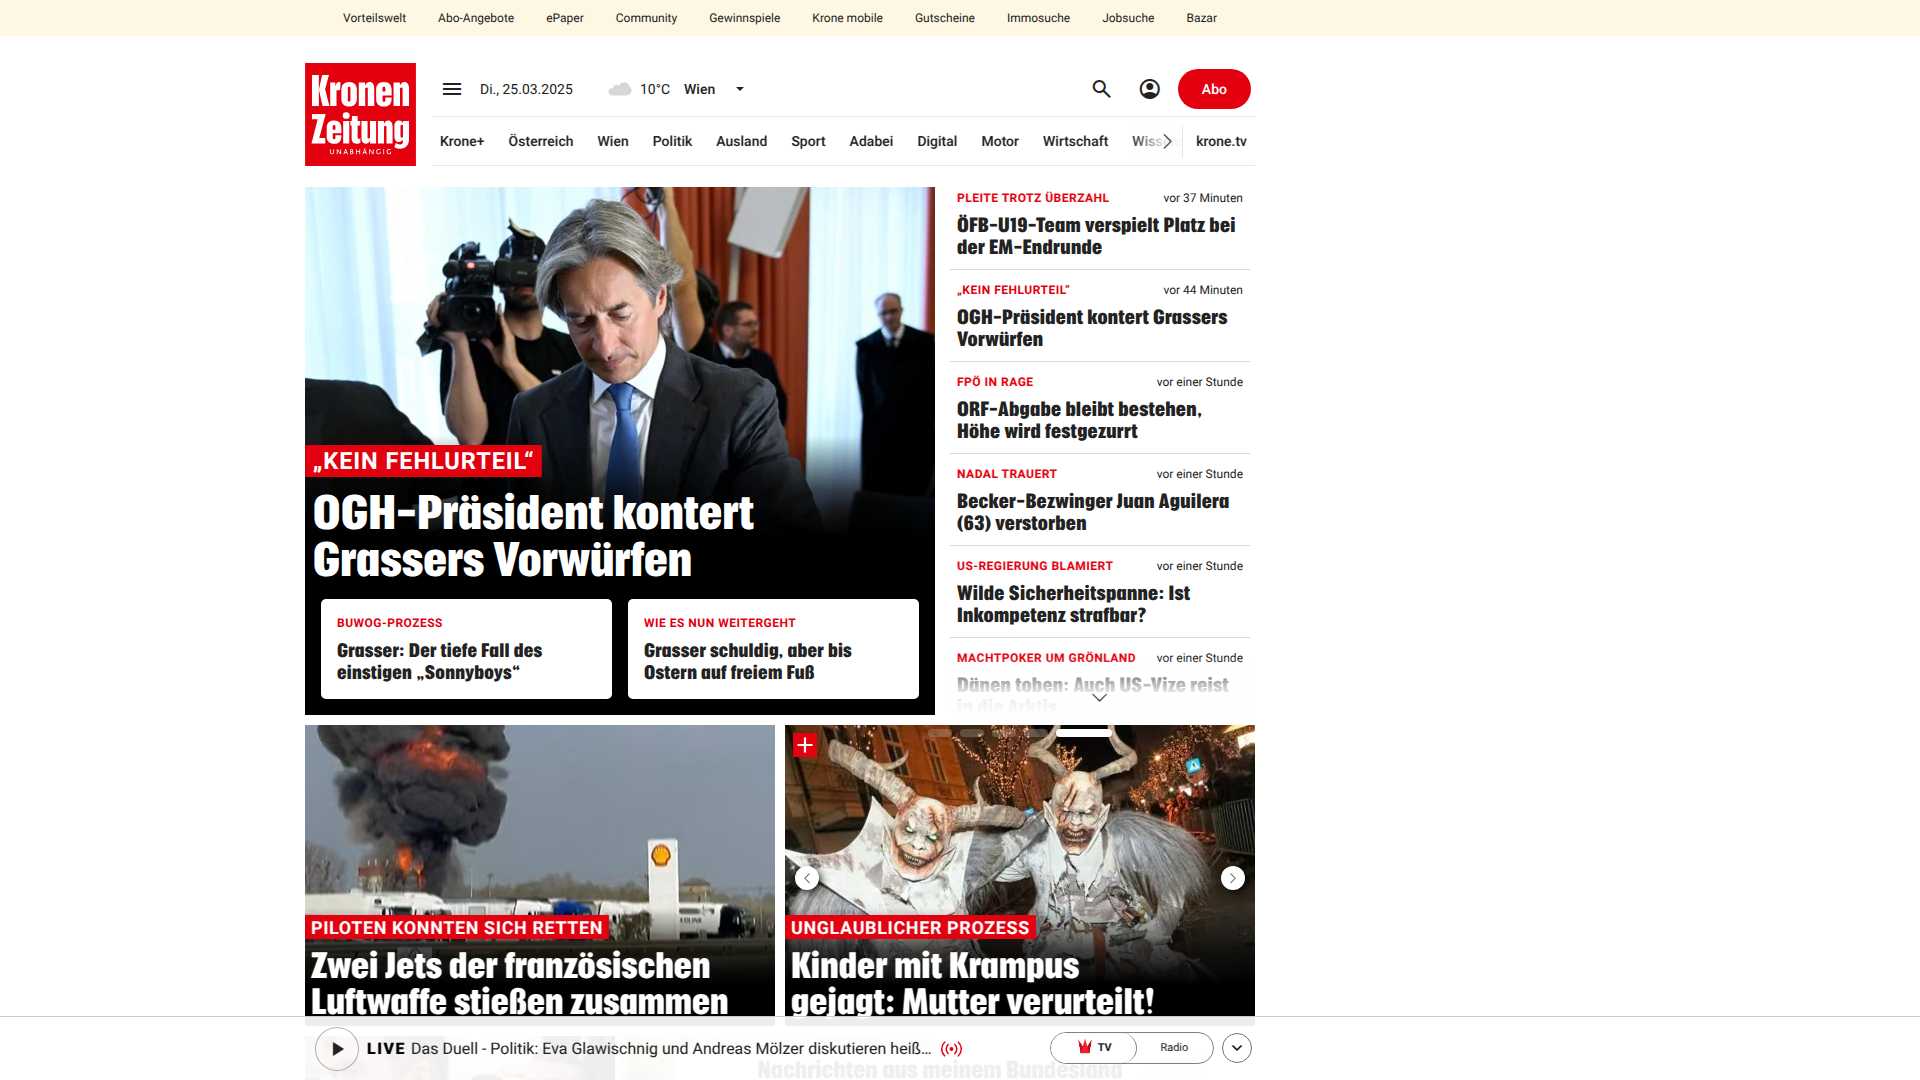 Vorteilswelt Abo-Angebote ePaper Community Gewinnspiele Krone mobile Gutscheine Immosuche Jobsuche Bazar
Kronen
Zeitung
UNABHÄNGIG
Di., 25.03.2025 10°C Wien
Abo
Krone+ Österreich Wien Politik Ausland Sport Adabei Digital Motor Wirtschaft Wiss krone.tv
„KEIN FEHLURTEIL“
OGH-Präsident kontert
Grassers Vorwürfen
BUWOG-PROZESS
Grasser: Der tiefe Fall des
einstigen „Sonnyboys“
WIE ES NUN WEITERGEHT
Grasser schuldig, aber bis
Ostern auf freiem Fuß
PLEITE TROTZ ÜBERZAHL vor 37 Minuten
ÖFB-U19-Team verspielt Platz bei
der EM-Endrunde
„KEIN FEHLURTEIL“ vor 44 Minuten
OGH-Präsident kontert Grassers
Vorwürfen
FPÖ IN RAGE vor einer Stunde
ORF-Abgabe bleibt bestehen,
Höhe wird festgezurrt
NADAL TRAUERT vor einer Stunde
Becker-Bezwinger Juan Aguilera
(63) verstorben
US-REGIERUNG BLAMIERT vor einer Stunde
Wilde Sicherheitspanne: Ist
Inkompetenz strafbar?
MACHTPOKER UM GRÖNLAND vor einer Stunde
Dänen toben: Auch US-Vize reist
in die Arktis
PILOTEN KONNTEN SICH RETTEN
Zwei Jets der französischen
Luftwaffe stießen zusammen
UNGLAUBLICHER PROZESS
Kinder mit Krampus
gejagt: Mutter verurteilt!
LIVE Das Duell - Politik: Eva Glawischnig und Andreas Mölzer diskutieren heiß...
TV Radio
Nachrichten aus meinem Bundesland